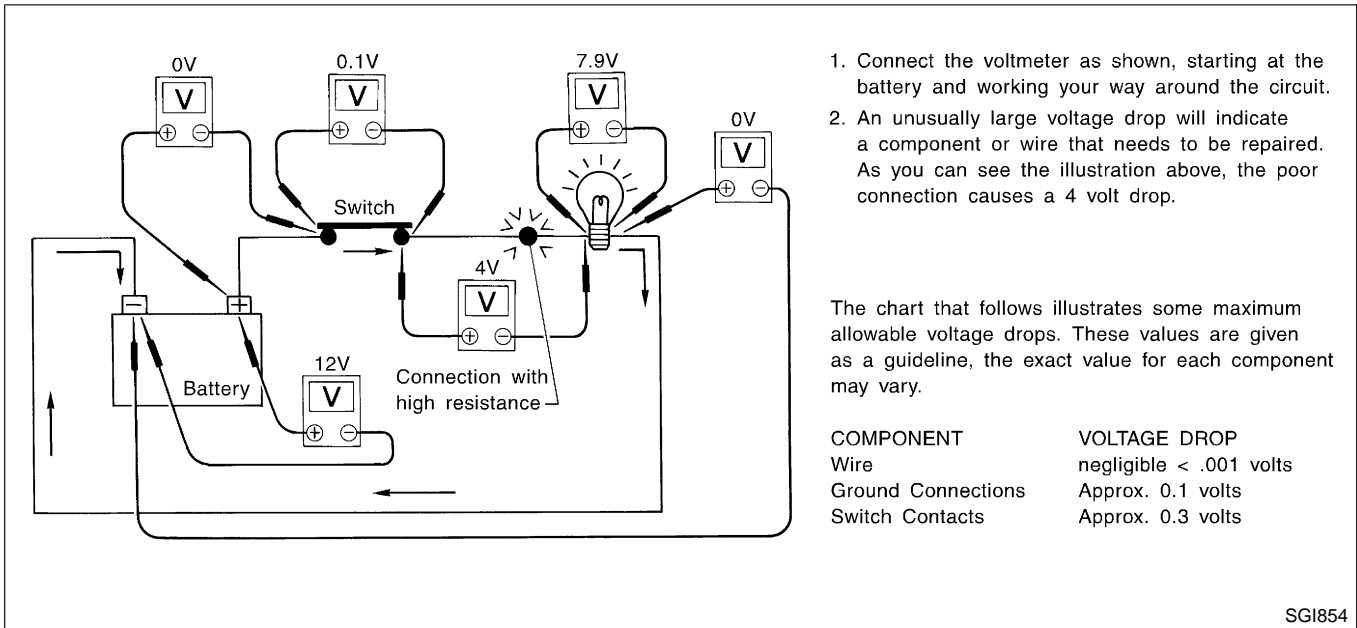 0V
0.1V
7.9V
0V
V
V
V
V
+ −
+ −
+ −
+ −
Switch
4V
V
+ −
− +
Battery
12V
V
+ −
Connection with
high resistance
1. Connect the voltmeter as shown, starting at the
battery and working your way around the circuit.
2. An unusually large voltage drop will indicate
a component or wire that needs to be repaired.
As you can see the illustration above, the poor
connection causes a 4 volt drop.
The chart that follows illustrates some maximum
allowable voltage drops. These values are given
as a guideline, the exact value for each component
may vary.
COMPONENT VOLTAGE DROP
Wire negligible < .001 volts
Ground Connections Approx. 0.1 volts
Switch Contacts Approx. 0.3 volts
SGI854